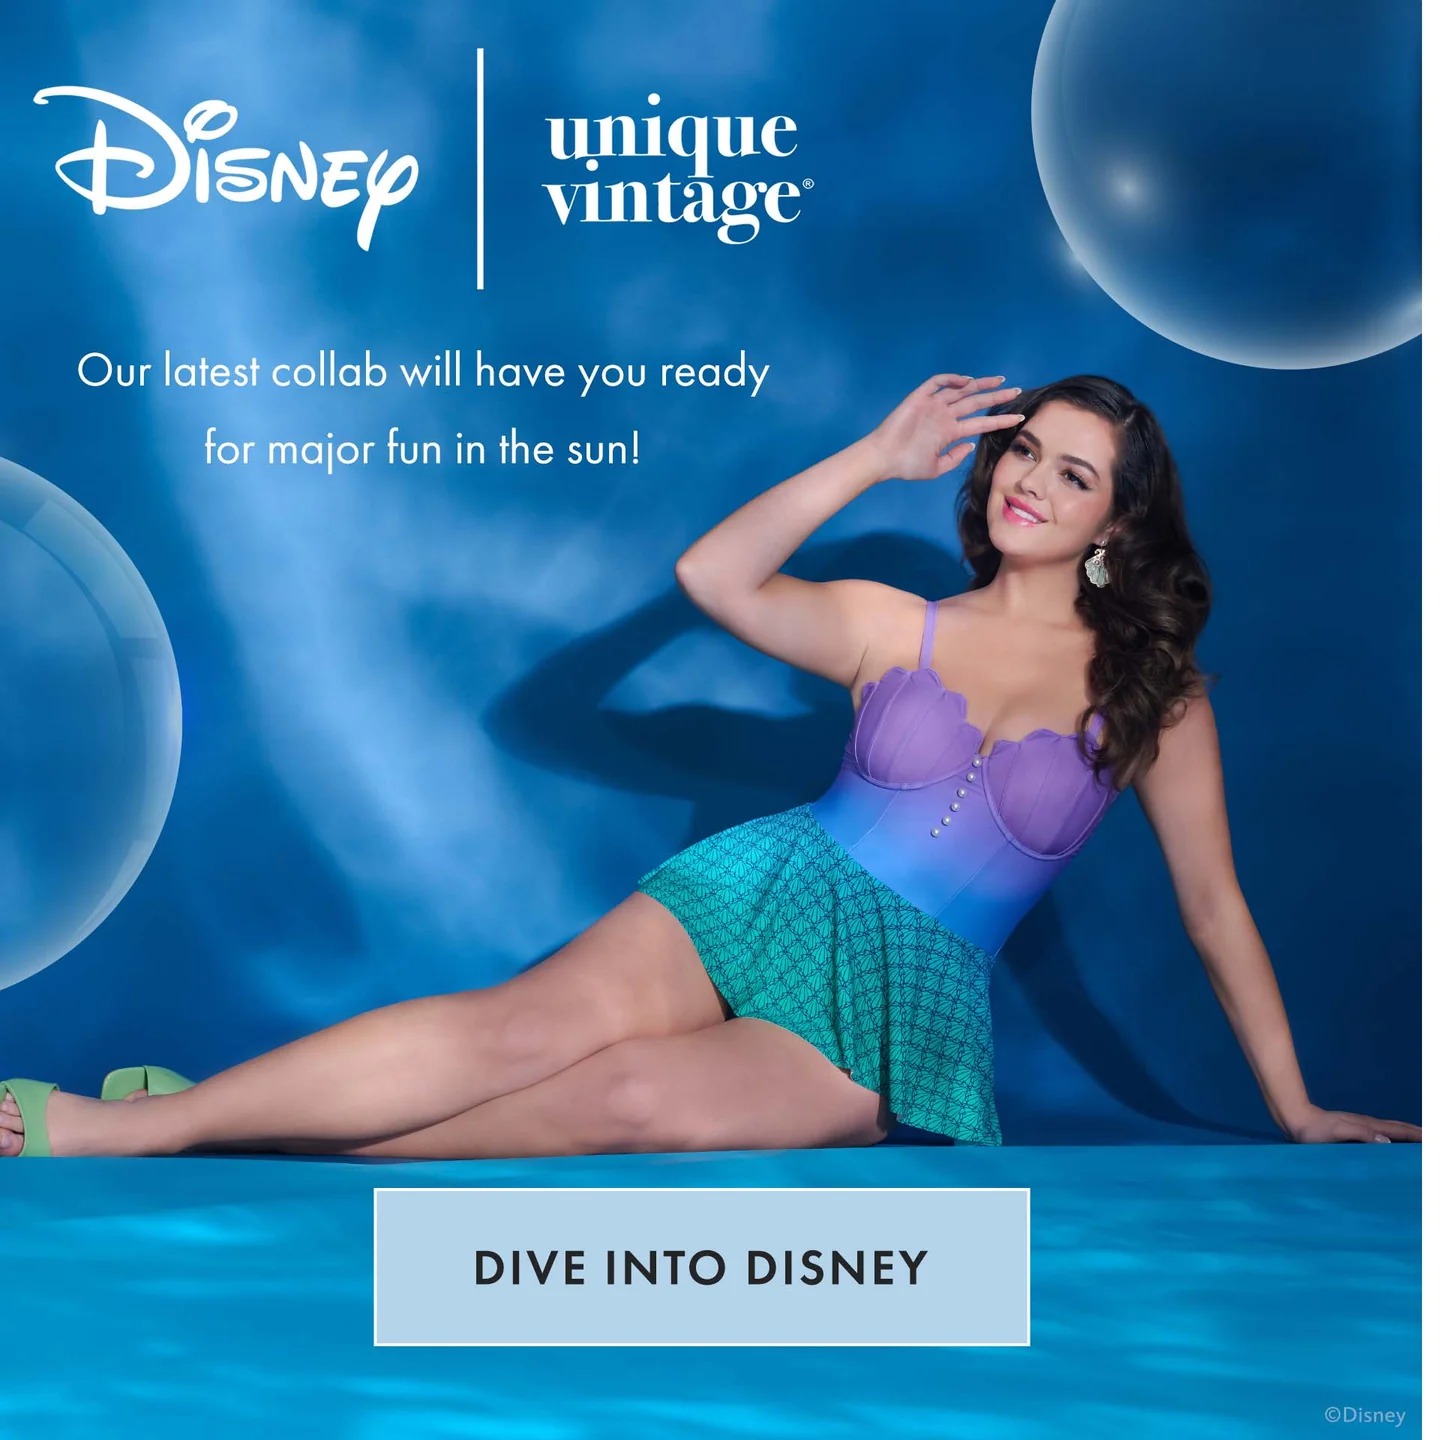 Disney
unique
vintage®
Our latest collab will have you ready
for major fun in the sun!
DIVE INTO DISNEY
©Disney